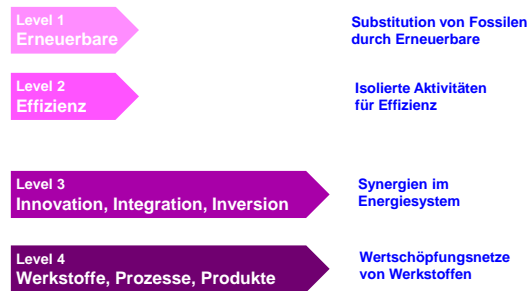 Level 1
Erneuerbare
Substitution von Fossilen
durch Erneuerbare
Level 2
Effizienz
Isolierte Aktivitäten
für Effizienz
Level 3
Innovation, Integration, Inversion
Synergien im
Energiesystem
Level 4
Werkstoffe, Prozesse, Produkte
Wertschöpfungsnetze
von Werkstoffen